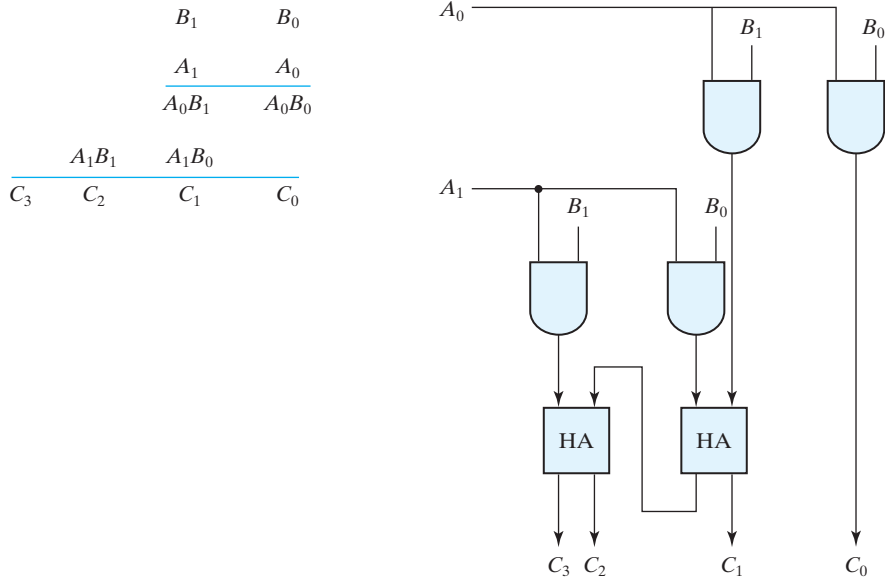 B₁ B₀
A₁ A₀
A₀B₁ A₀B₀
A₁B₁ A₁B₀
C₃ C₂ C₁ C₀
A₀
B₁ B₀
A₁
B₁ B₀
HA HA
C₃ C₂ C₁ C₀